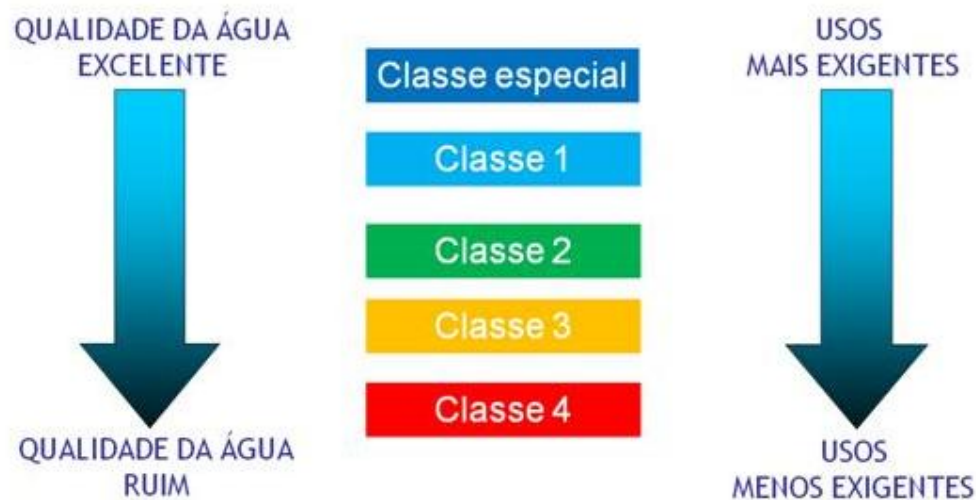 QUALIDADE DA ÁGUA
EXCELENTE
USOS
MAIS EXIGENTES
Classe especial
Classe 1
Classe 2
Classe 3
Classe 4
QUALIDADE DA ÁGUA
RUIM
USOS
MENOS EXIGENTES